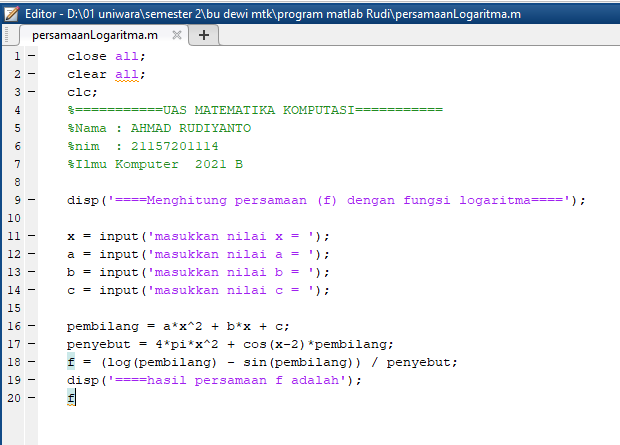 Editor - D:\01 uniwara\semester 2\bu dewi mtk\program matlab Rudi\persamaanLogaritma.m
persamaanLogaritma.m × +
1 - close all;
2 - clear all;
3 - clc;
4 %===========UAS MATEMATIKA KOMPUTASI===========
5 %Nama : AHMAD RUDIYANTO
6 %nim  : 21157201114
7 %Ilmu Komputer  2021 B
8
9 - disp('====Menghitung persamaan (f) dengan fungsi logaritma====');
10
11 - x = input('masukkan nilai x = ');
12 - a = input('masukkan nilai a = ');
13 - b = input('masukkan nilai b = ');
14 - c = input('masukkan nilai c = ');
15
16 - pembilang = a*x^2 + b*x + c;
17 - penyebut = 4*pi*x^2 + cos(x-2)*pembilang;
18 - f = (log(pembilang) - sin(pembilang)) / penyebut;
19 - disp('====hasil persamaan f adalah');
20 - f